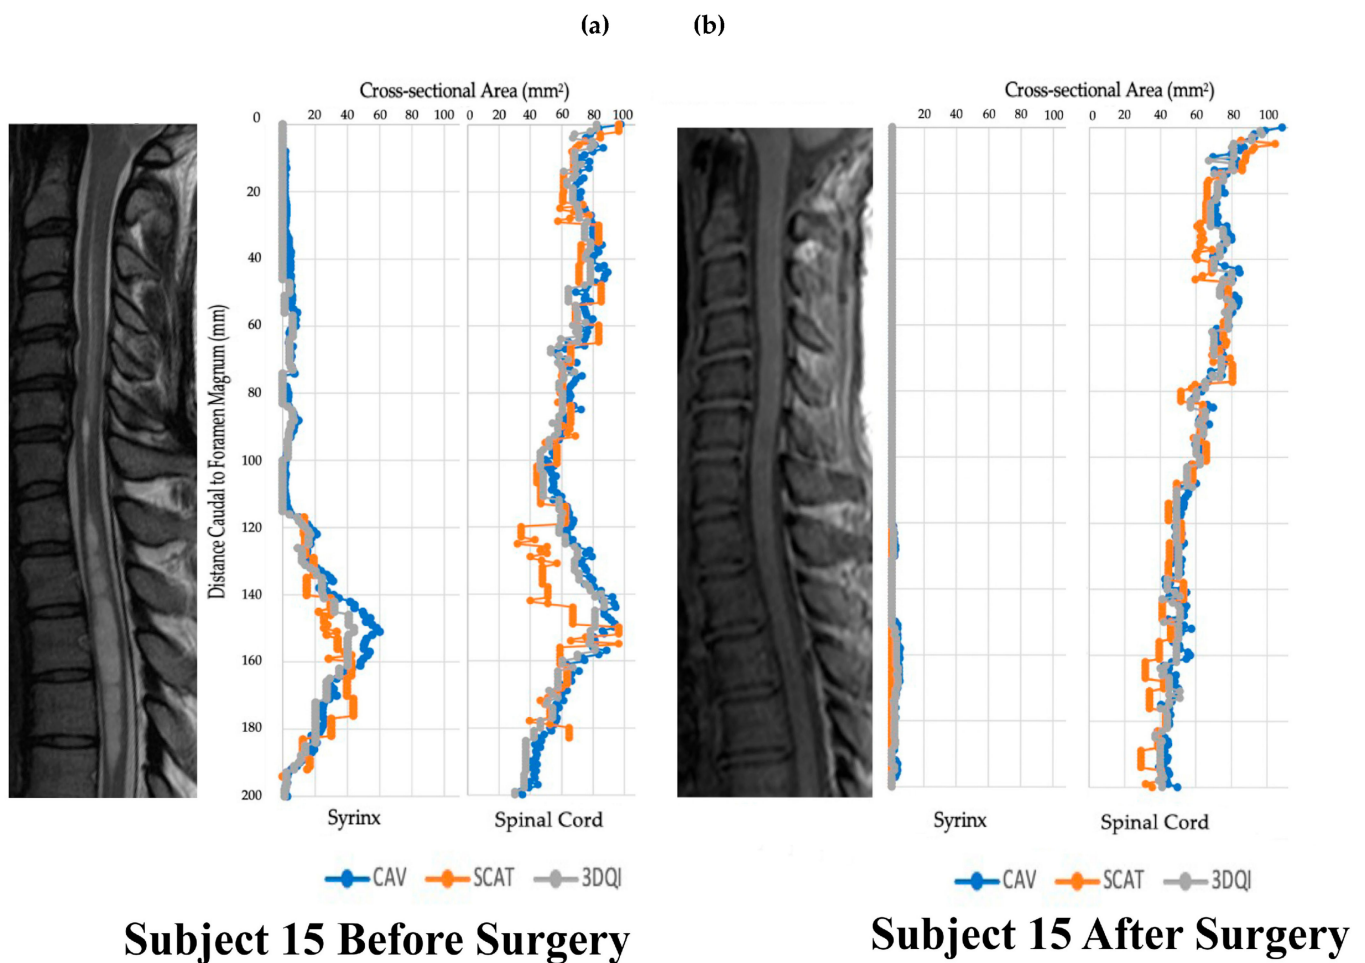 (a)
(b)
Cross-sectional Area (mm²)
0 20 40 60 80 100 20 40 60 80 100
Distance Caudal to Foramen Magnum (mm)
20
40
60
80
100
120
140
160
180
200
Syrinx
Spinal Cord
CAV SCAT 3DQI
Subject 15 Before Surgery
Cross-sectional Area (mm²)
20 40 60 80 100 0 20 40 60 80 100
Syrinx
Spinal Cord
CAV SCAT 3DQI
Subject 15 After Surgery